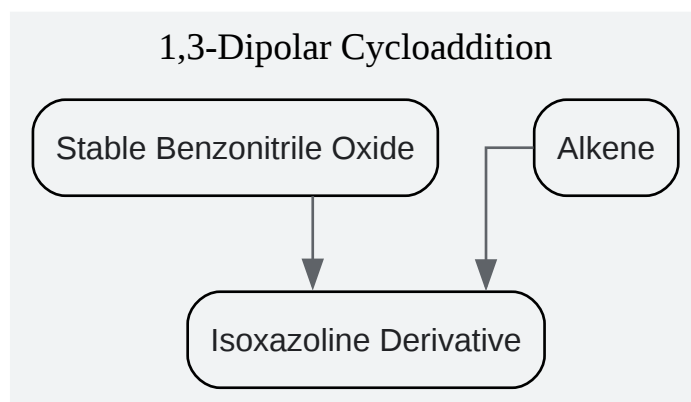 1,3-Dipolar Cycloaddition
Stable Benzonitrile Oxide
Alkene
Isoxazoline Derivative